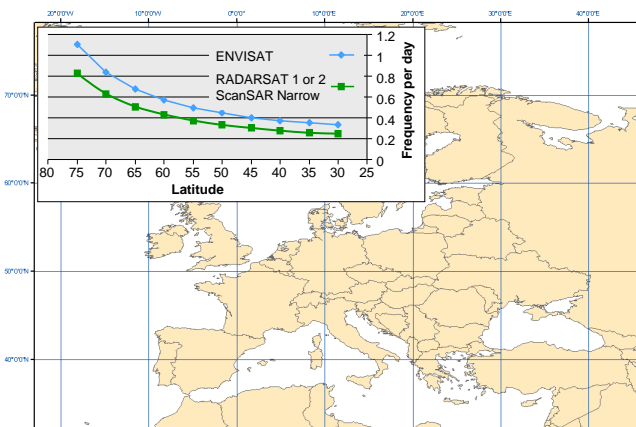 20°0'0"W 10°0'0"W 0°0'0" 10°0'0"E 20°0'0"E 30°0'0"E 40°0'0"E
70°0'0"N
60°0'0"N
50°0'0"N
40°0'0"N
ENVISAT
RADARSAT 1 or 2
ScanSAR Narrow
1.2
1
0.8
0.6
0.4
0.2
0
Frequency per day
80 75 70 65 60 55 50 45 40 35 30 25
Latitude